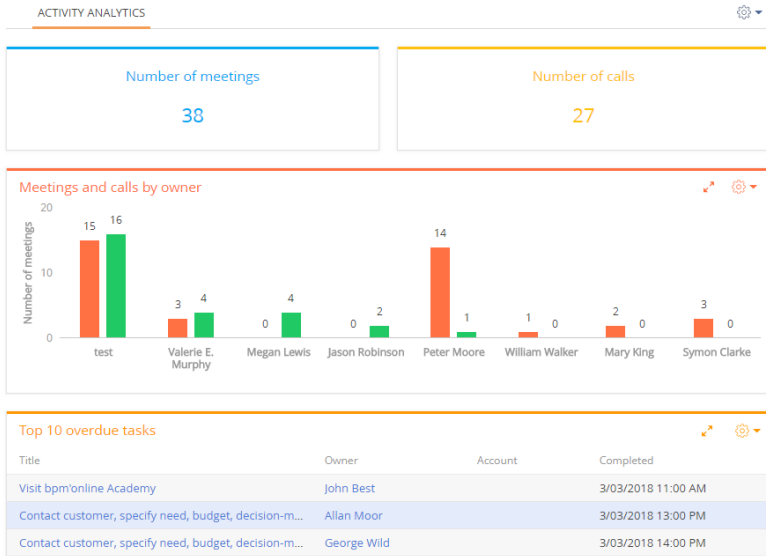 ACTIVITY ANALYTICS
Number of meetings
Number of calls
38
27
Meetings and calls by owner
Number of meetings
20
10
0
15 16
3 4
0 4
0 2
14 1
1 0
2 0
3 0
test
Valerie E. Murphy
Megan Lewis
Jason Robinson
Peter Moore
William Walker
Mary King
Symon Clarke
Top 10 overdue tasks
Title Owner Account Completed
Visit bpm'online Academy John Best 3/03/2018 11:00 AM
Contact customer, specify need, budget, decision-m... Allan Moor 3/03/2018 13:00 PM
Contact customer, specify need, budget, decision-m... George Wild 3/03/2018 14:00 PM